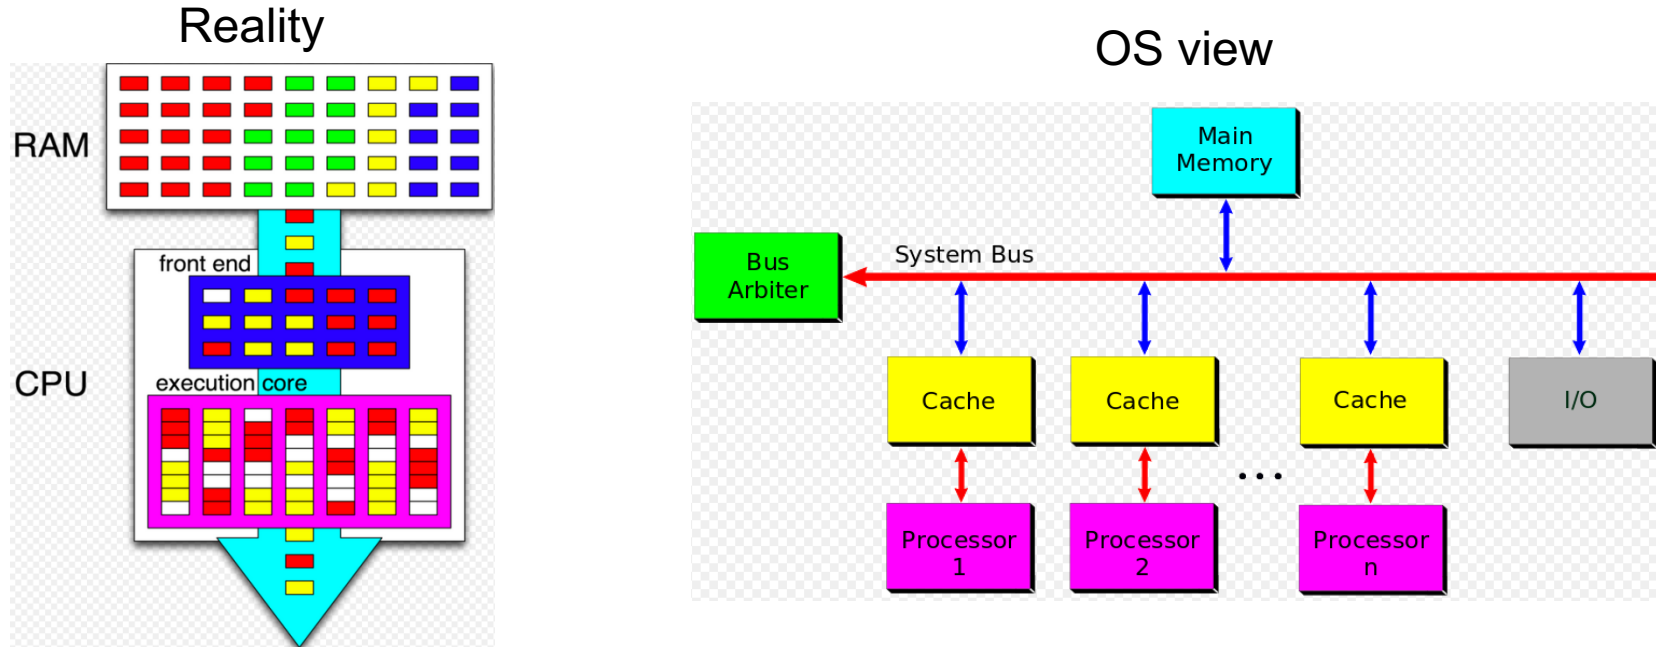 Reality
RAM
front end
CPU
execution core
OS view
Main
Memory
Bus
Arbiter
System Bus
Cache
Cache
Cache
I/O
...
Processor
1
Processor
2
Processor
n